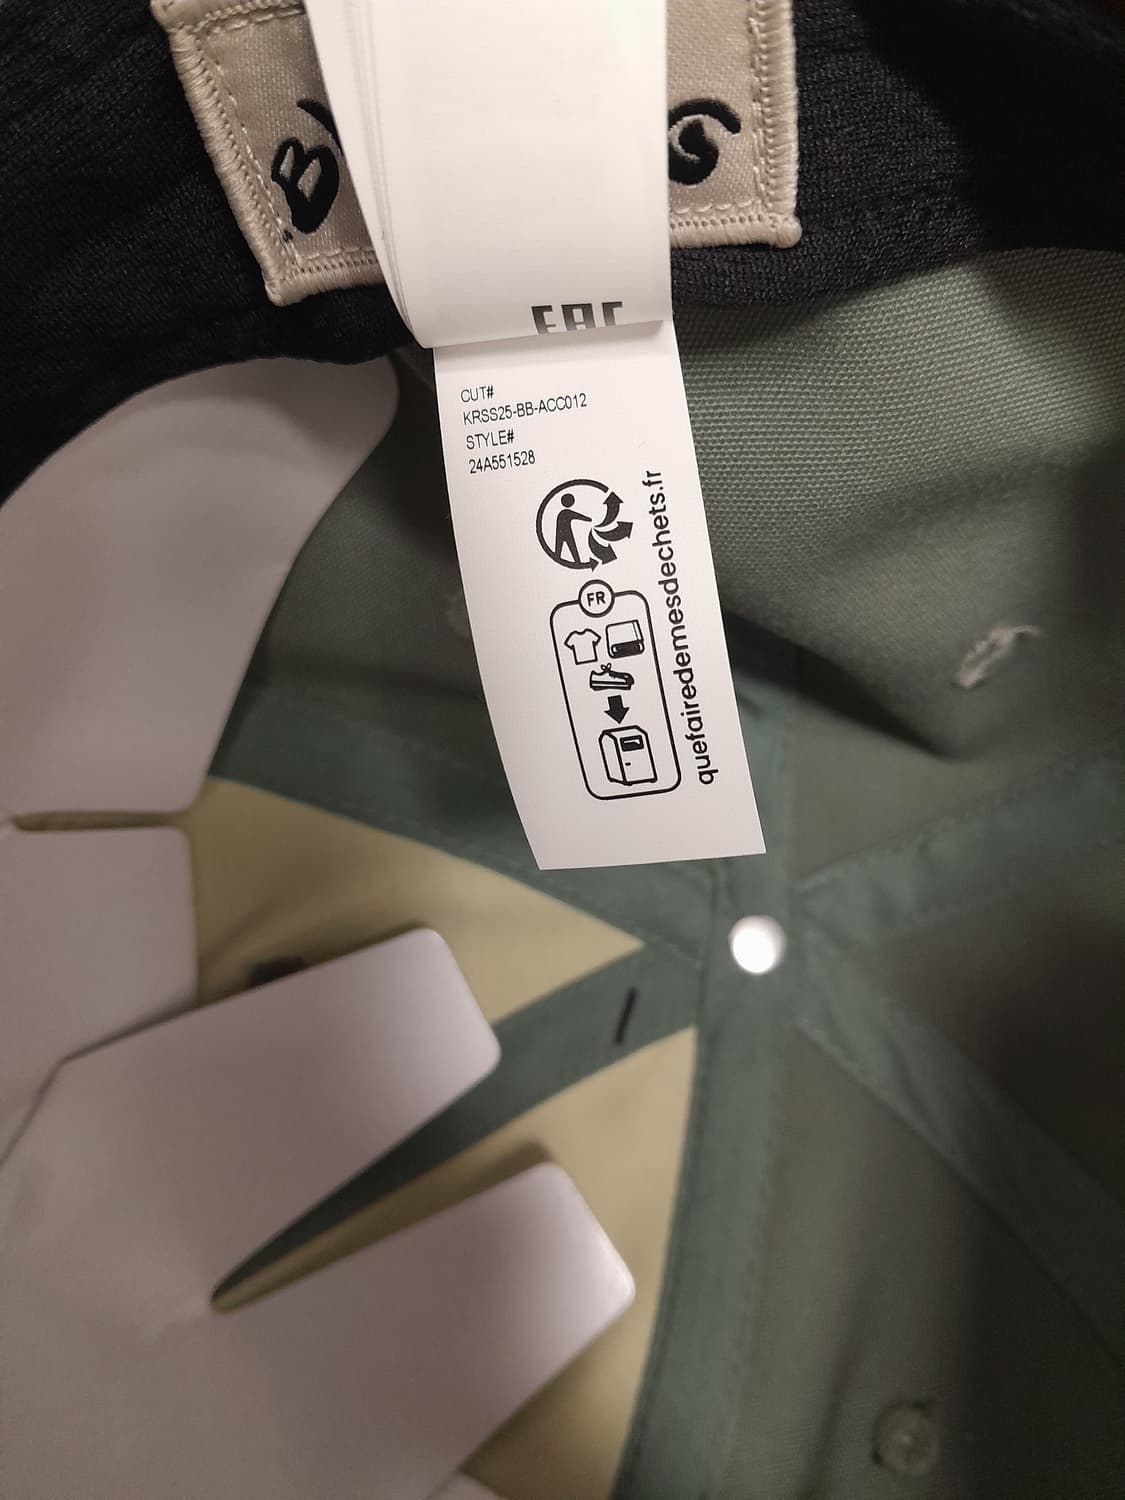 B
EAC
CUT#
KRSS25-BB-ACC012
STYLE#
24A551528
FR
quefairedemesdechets.fr